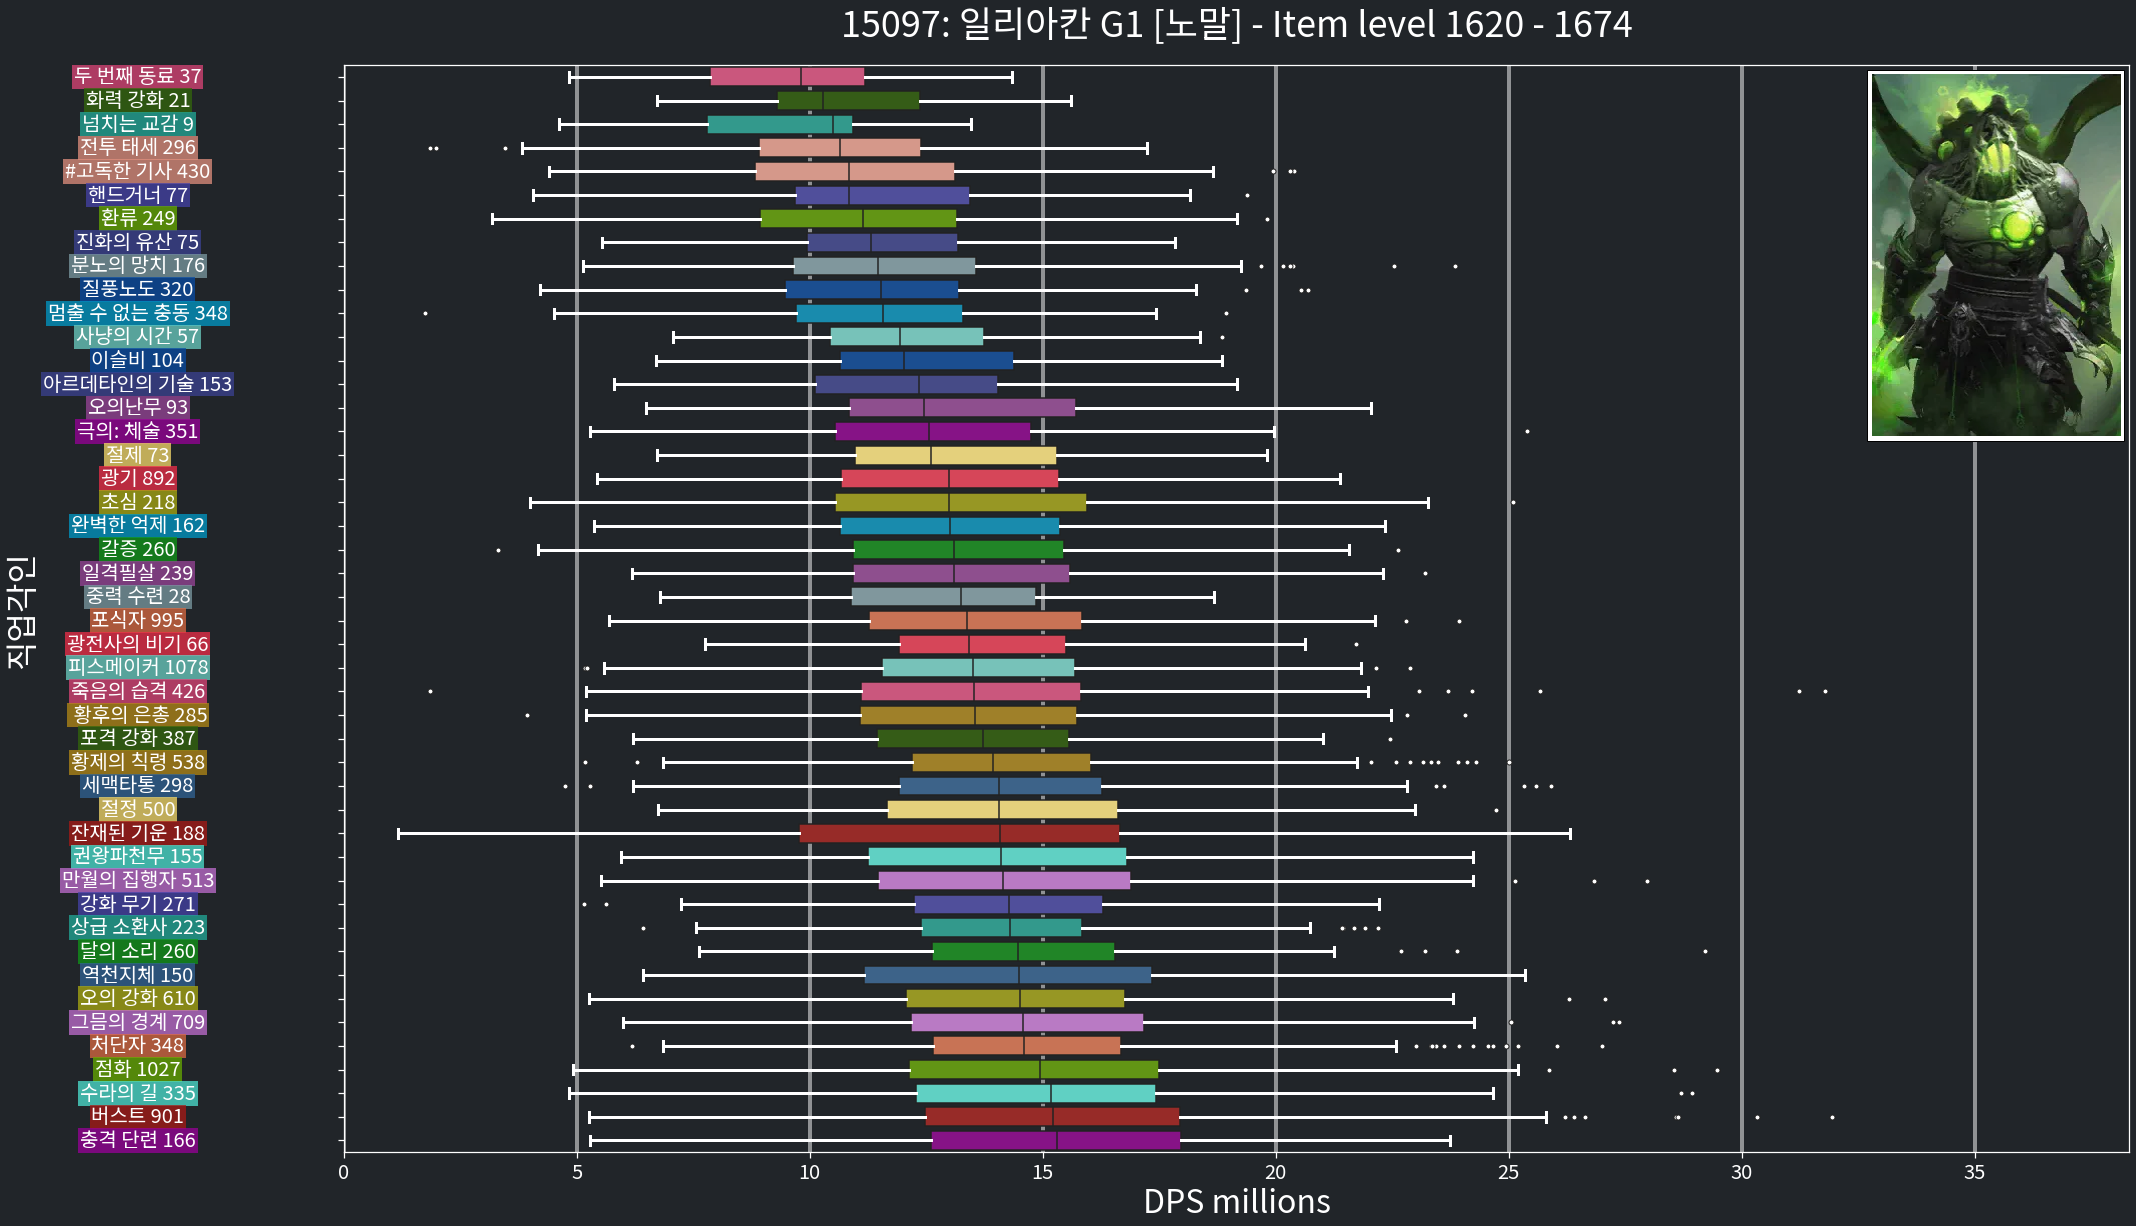 15097: 일리아칸 G1 [노말] - Item level 1620 - 1674
직업각인
두 번째 동료 37
화력 강화 21
넘치는 교감 9
전투 태세 296
#고독한 기사 430
핸드거너 77
환류 249
진화의 유산 75
분노의 망치 176
질풍노도 320
멈출 수 없는 충동 348
사냥의 시간 57
이슬비 104
아르데타인의 기술 153
오의난무 93
극의: 체술 351
절제 73
광기 892
초심 218
완벽한 억제 162
갈증 260
일격필살 239
중력 수련 28
포식자 995
광전사의 비기 66
피스메이커 1078
죽음의 습격 426
황후의 은총 285
포격 강화 387
황제의 칙령 538
세맥타통 298
절정 500
잔재된 기운 188
권왕파천무 155
만월의 집행자 513
강화 무기 271
상급 소환사 223
달의 소리 260
역천지체 150
오의 강화 610
그믐의 경계 709
처단자 348
점화 1027
수라의 길 335
버스트 901
충격 단련 166
0 5 10 15 20 25 30 35
DPS millions